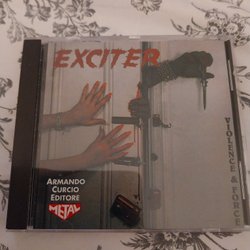 EXCITER
VIOLENCE & FORCE
ARMANDO
CURCIO
EDITORE
METAL